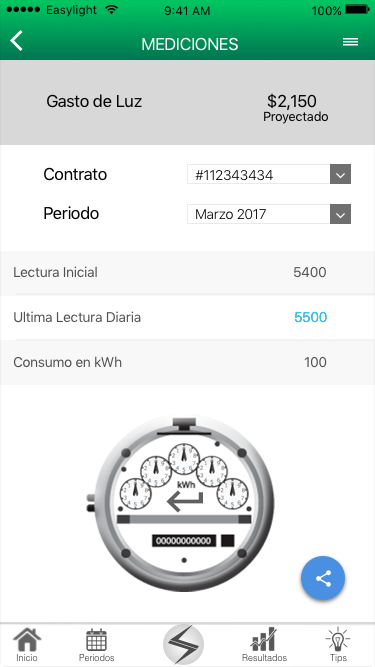 Easylight 9:41 AM 100%
MEDICIONES
Gasto de Luz $2,150
Proyectado
Contrato #112343434
Periodo Marzo 2017
Lectura Inicial 5400
Ultima Lectura Diaria 5500
Consumo en kWh 100
kWh
00000000000
Inicio Periodos Resultados Tips